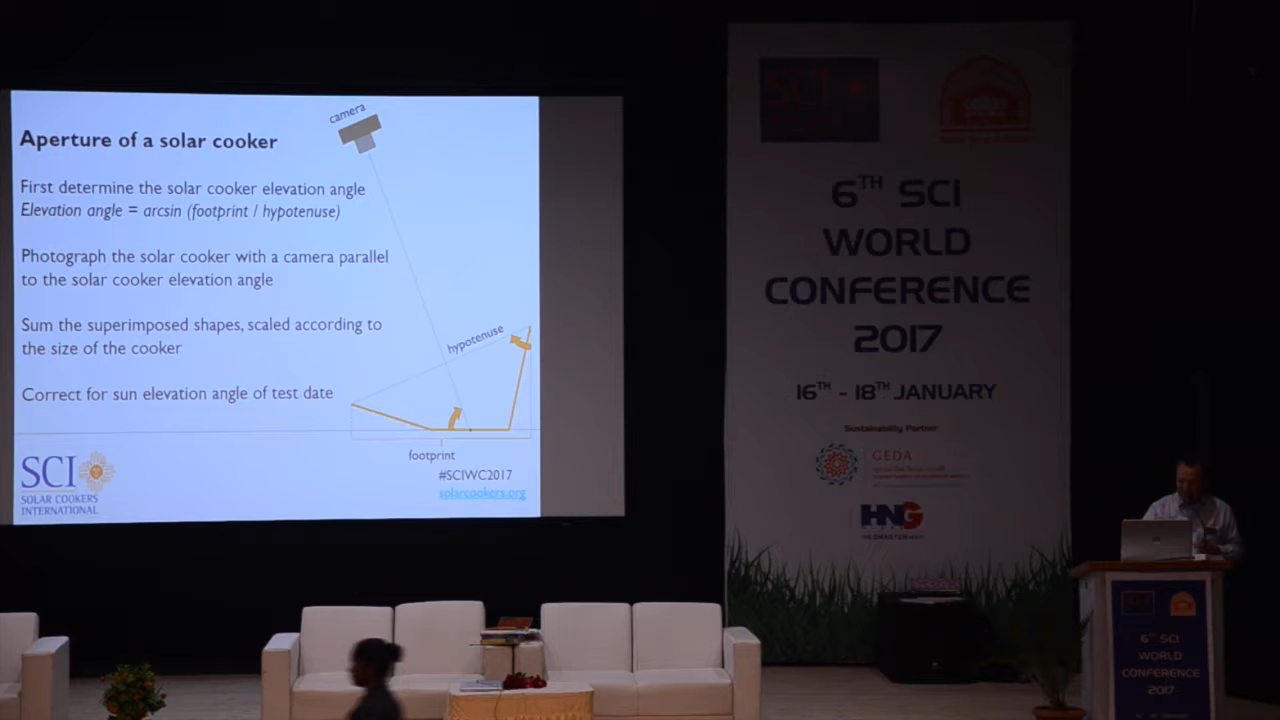 Aperture of a solar cooker
camera
First determine the solar cooker elevation angle
Elevation angle = arcsin (footprint / hypotenuse)
Photograph the solar cooker with a camera parallel
to the solar cooker elevation angle
Sum the superimposed shapes, scaled according to
the size of the cooker
hypotenuse
Correct for sun elevation angle of test date
footprint
#SCIWC2017
solarcookers.org
SCI
SOLAR COOKERS
INTERNATIONAL
SCI
6TH SCI
WORLD
CONFERENCE
2017
16TH - 18TH JANUARY
Sustainability Partner
GEDA
HNG
6TH SCI
WORLD
CONFERENCE
2017